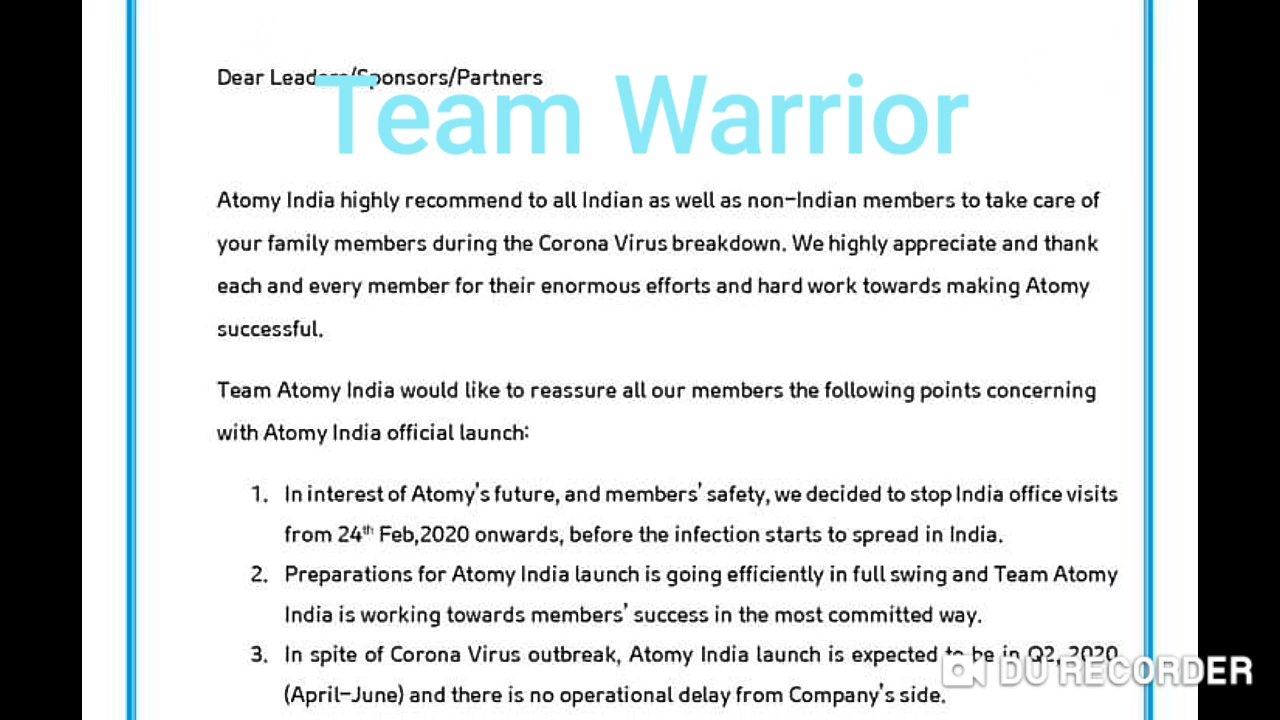 Dear Leaders/Sponsors/Partners
Team Warrior
Atomy India highly recommend to all Indian as well as non-Indian members to take care of
your family members during the Corona Virus breakdown. We highly appreciate and thank
each and every member for their enormous efforts and hard work towards making Atomy
successful.
Team Atomy India would like to reassure all our members the following points concerning
with Atomy India official launch:
1. In interest of Atomy's future, and members' safety, we decided to stop India office visits
from 24th Feb,2020 onwards, before the infection starts to spread in India.
2. Preparations for Atomy India launch is going efficiently in full swing and Team Atomy
India is working towards members' success in the most committed way.
3. In spite of Corona Virus outbreak, Atomy India launch is expected to be in Q2, 2020
(April-June) and there is no operational delay from Company's side.
DU RECORDER